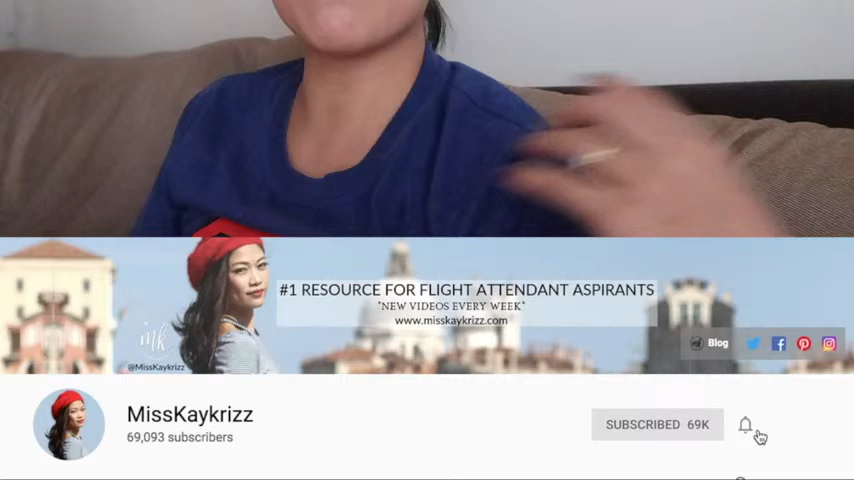 #1 RESOURCE FOR FLIGHT ATTENDANT ASPIRANTS
"NEW VIDEOS EVERY WEEK"
www.misskaykrizz.com
mk
Blog
@MissKaykrizz
MissKaykrizz
69,093 subscribers
SUBSCRIBED 69K